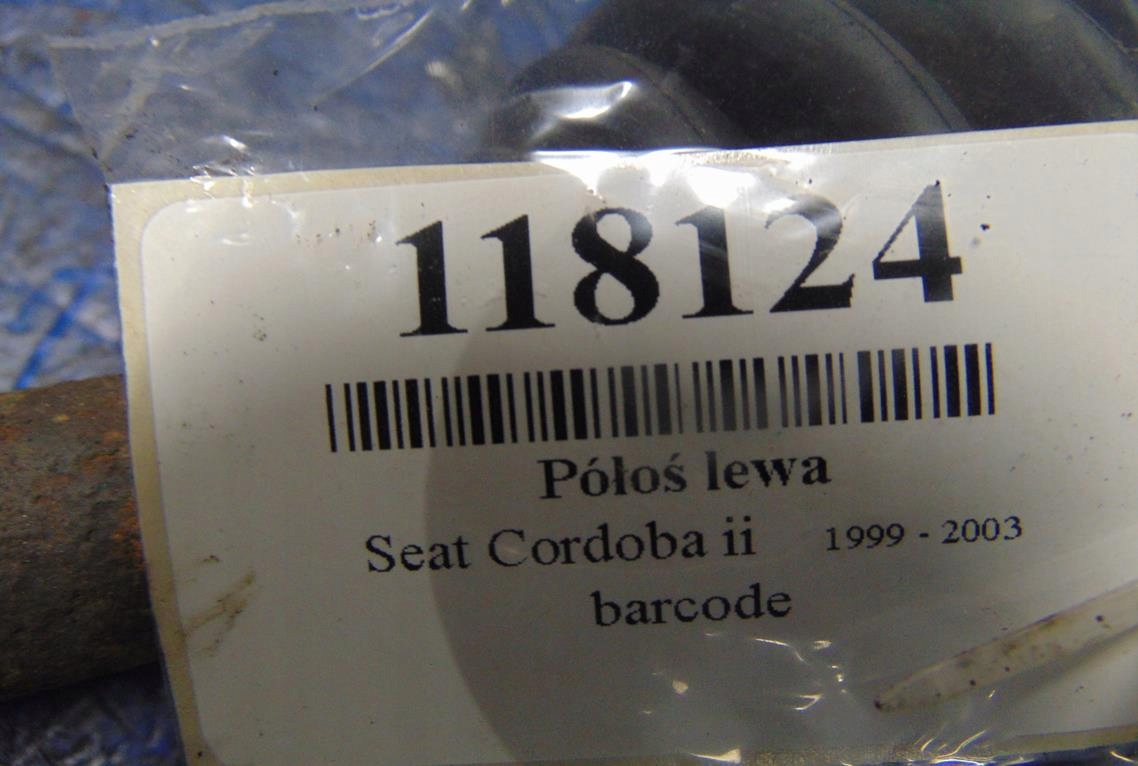 118124
Półoś lewa
Seat Cordoba ii 1999 - 2003
barcode